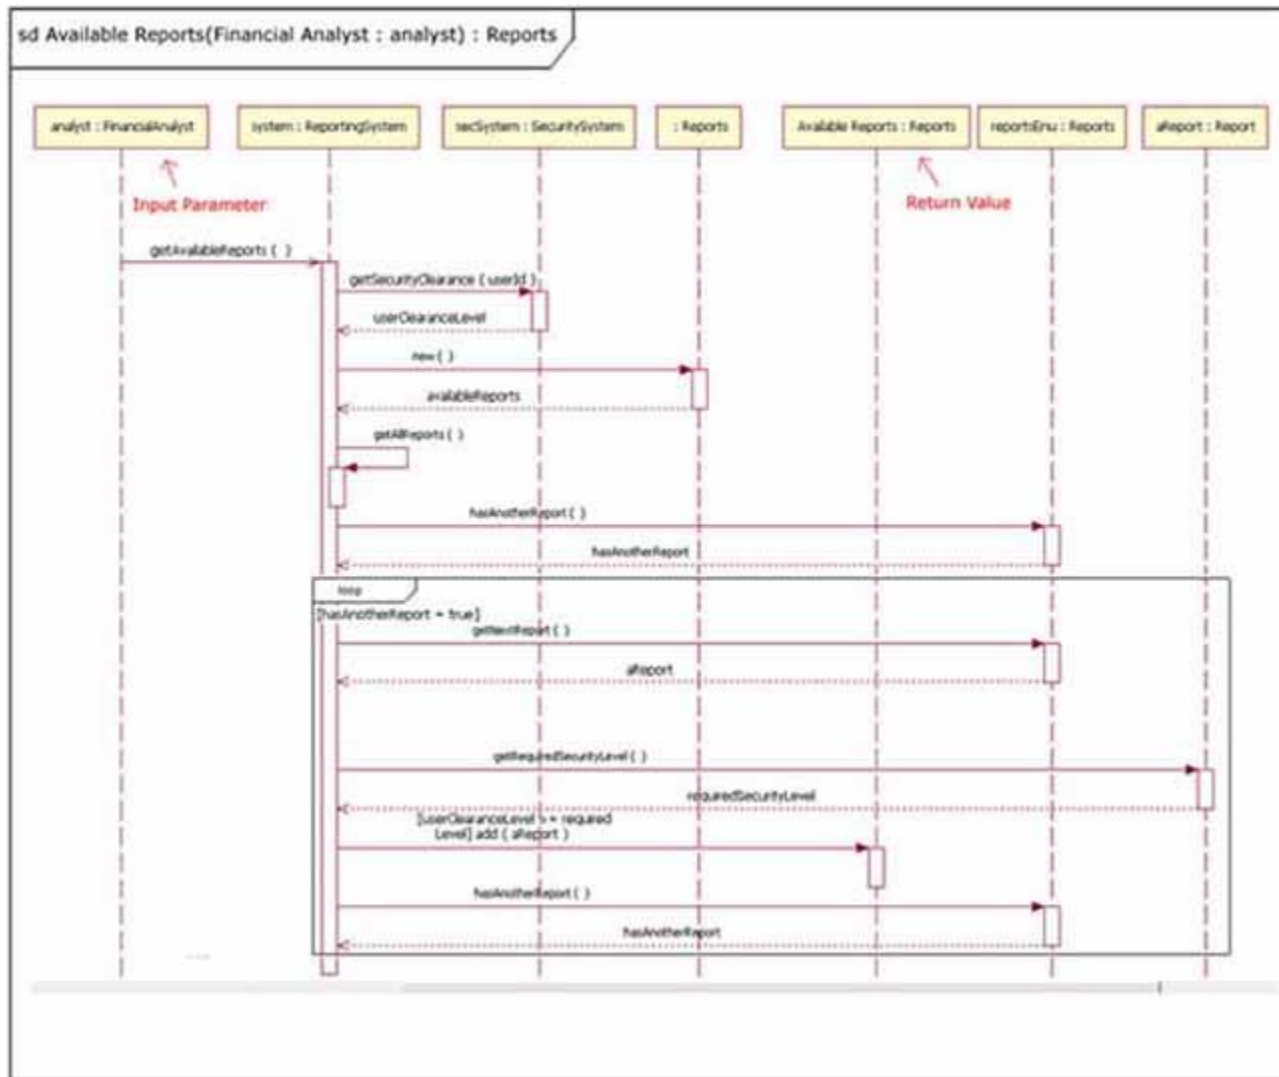 sd Available Reports(Financial Analyst : analyst) : Reports
analyst : FinancialAnalyst
system : ReportingSystem
secSystem : SecuritySystem
: Reports
Available Reports : Reports
reportsEnu : Reports
aReport : Report
Input Parameter
Return Value
getAvailableReports ( )
getSecurityClearance ( userId )
userClearanceLevel
new ( )
availableReports
getAllReports ( )
hasAnotherReport ( )
hasAnotherReport
loop
[hasAnotherReport = true]
getNextReport ( )
aReport
getRequiredSecurityLevel ( )
requiredSecurityLevel
[userClearanceLevel >= required
Level] add ( aReport )
hasAnotherReport ( )
hasAnotherReport